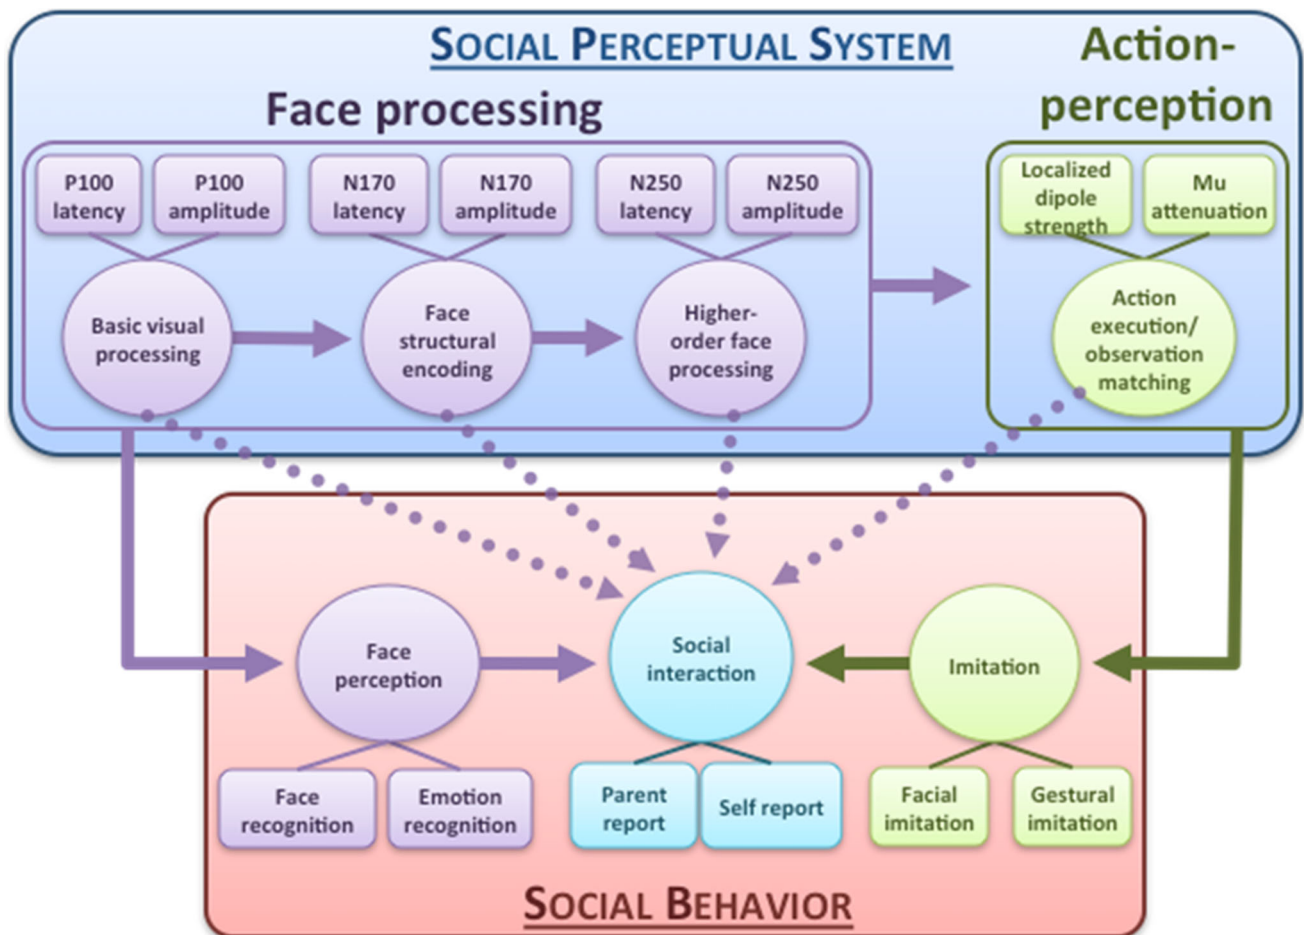 SOCIAL PERCEPTUAL SYSTEM
Action-
perception
Face processing
P100
latency
P100
amplitude
N170
latency
N170
amplitude
N250
latency
N250
amplitude
Localized
dipole
strength
Mu
attenuation
Basic visual
processing
Face
structural
encoding
Higher-
order face
processing
Action
execution/
observation
matching
Face
perception
Social
interaction
Imitation
Face
recognition
Emotion
recognition
Parent
report
Self report
Facial
imitation
Gestural
imitation
SOCIAL BEHAVIOR